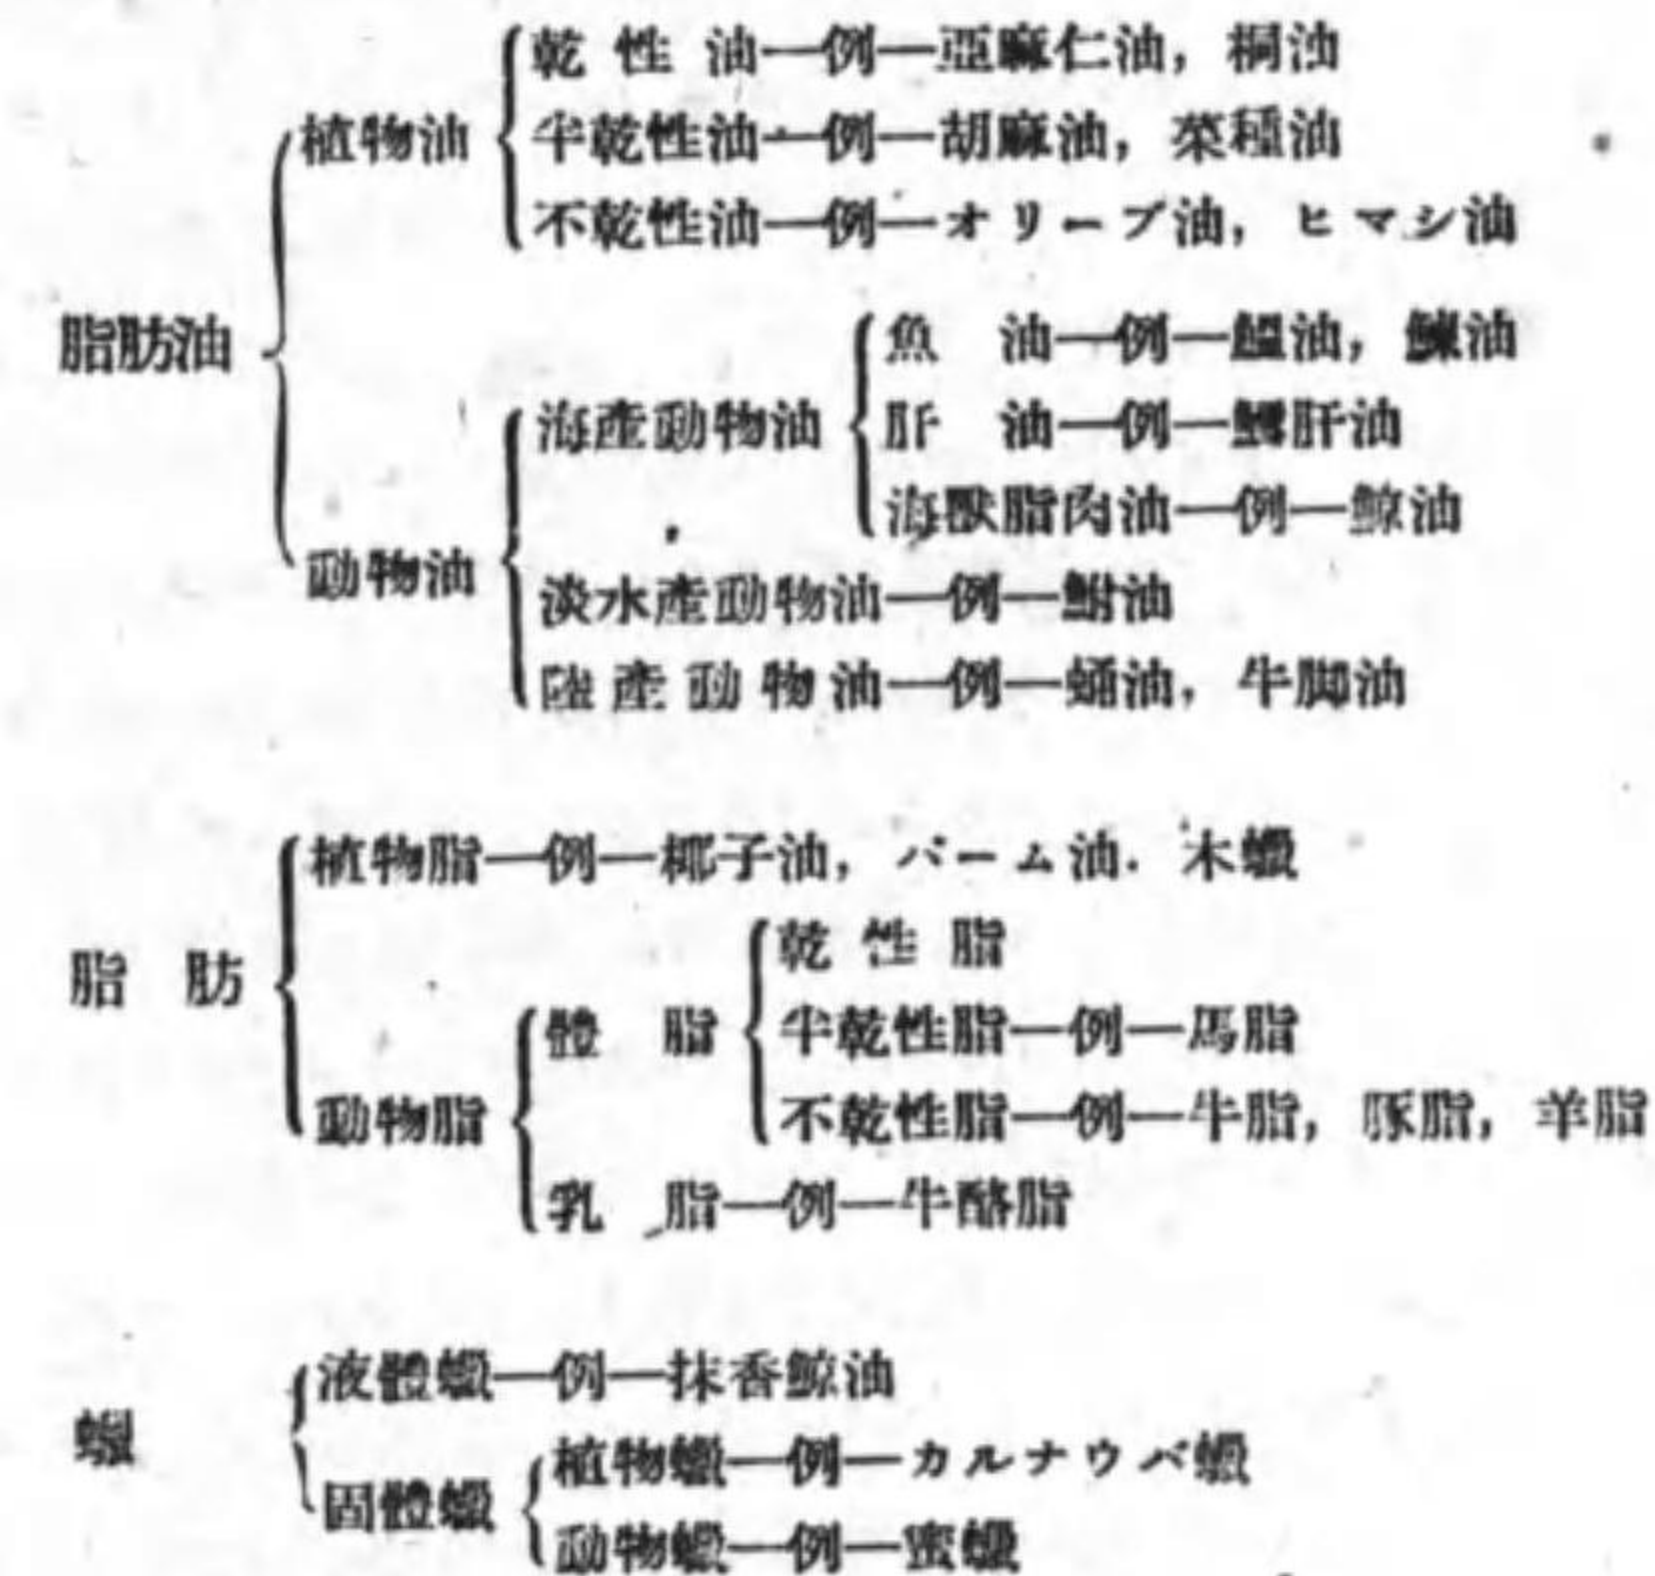 乾性油—例—亞麻仁油，桐油
植物油
半乾性油—例—胡麻油，菜種油
不乾性油—例—オリーブ油，ヒマシ油
脂肪油
魚　油—例—鰮油，鰊油
海産動物油
肝　油—例—鱈肝油
海獸脂肉油—例—鯨油
動物油
淡水産動物油—例—鮒油
陸産動物油—例—蛹油，牛脚油
植物脂—例—椰子油，パーム油．木蠟
脂　肪
乾性脂
體　脂
半乾性脂—例—馬脂
動物脂
不乾性脂—例—牛脂，豚脂，羊脂
乳　脂—例—牛酪脂
液體蠟—例—抹香鯨油
蠟
植物蠟—例—カルナウバ蠟
固體蠟
動物蠟—例—蜜蠟